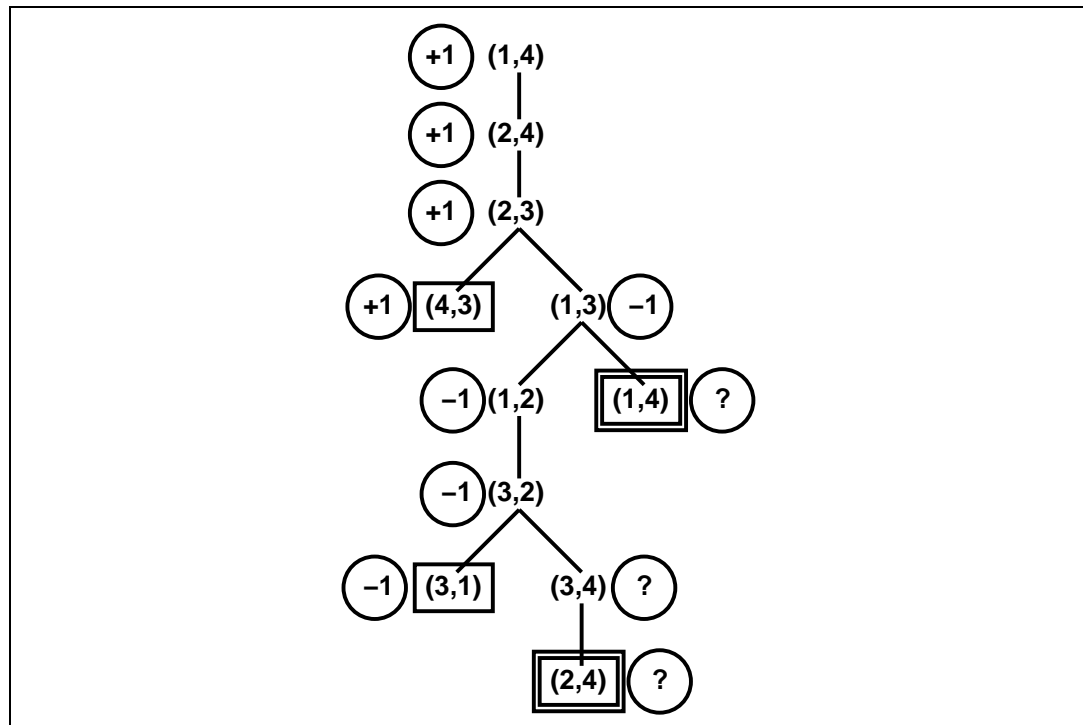 +1 (1,4)
+1 (2,4)
+1 (2,3)
+1 (4,3) (1,3) –1
–1 (1,2) (1,4) ?
–1 (3,2)
–1 (3,1) (3,4) ?
(2,4) ?